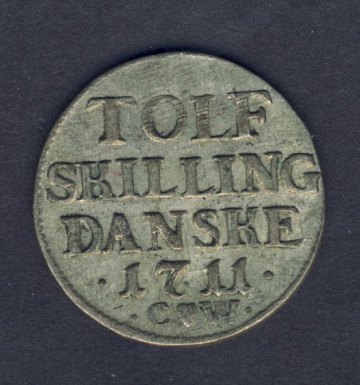 TOLF
SKILLING
DANSKE
· 1711 ·
· C·W ·